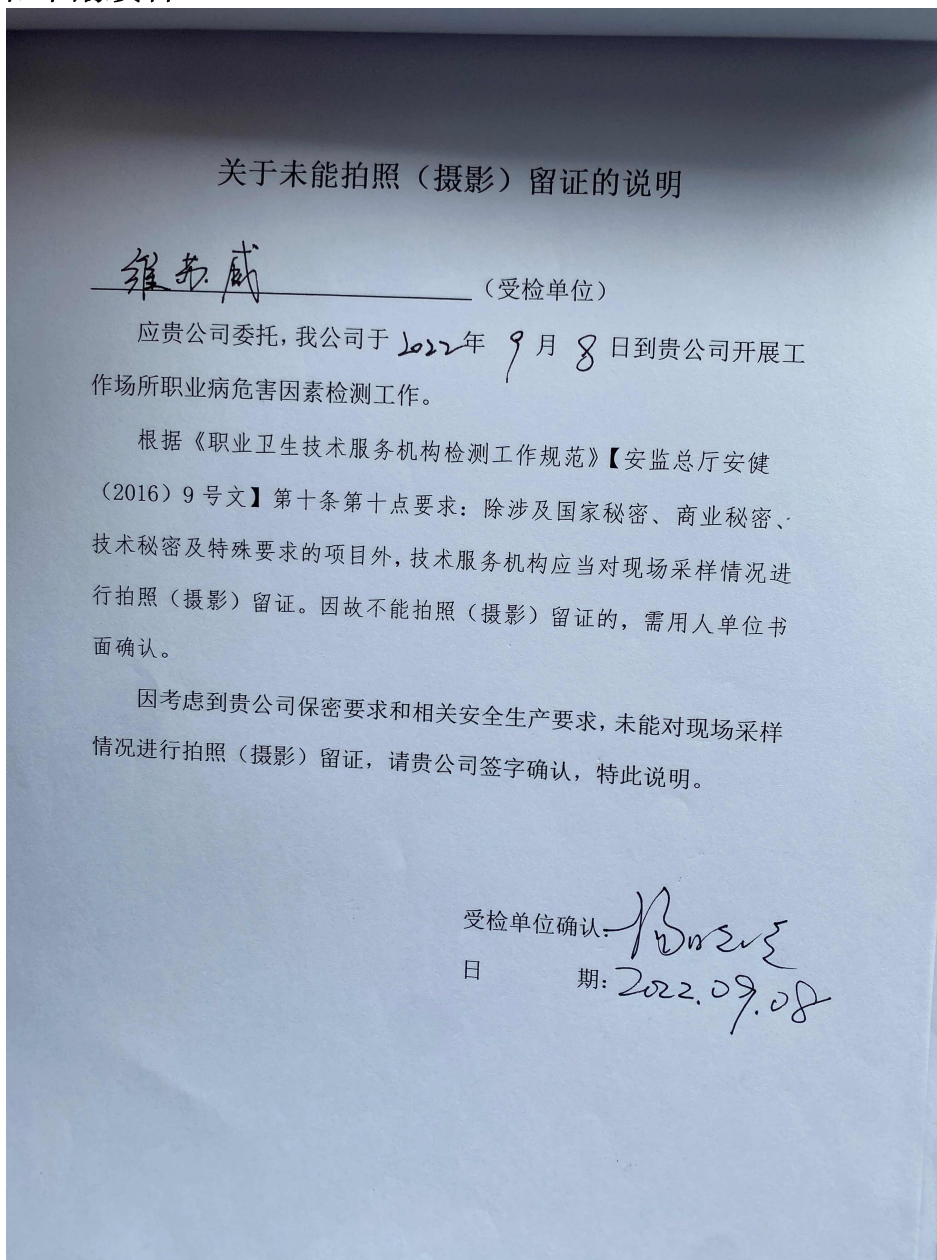 关于未能拍照（摄影）留证的说明
维苏威（受检单位）
应贵公司委托，我公司于2022年9月8日到贵公司开展工
作场所职业病危害因素检测工作。
根据《职业卫生技术服务机构检测工作规范》【安监总厅安健
（2016）9号文】第十条第十点要求：除涉及国家秘密、商业秘密、
技术秘密及特殊要求的项目外，技术服务机构应当对现场采样情况进
行拍照（摄影）留证。因故不能拍照（摄影）留证的，需用人单位书
面确认。
因考虑到贵公司保密要求和相关安全生产要求，未能对现场采样
情况进行拍照（摄影）留证，请贵公司签字确认，特此说明。
受检单位确认：
日期：2022.09.08